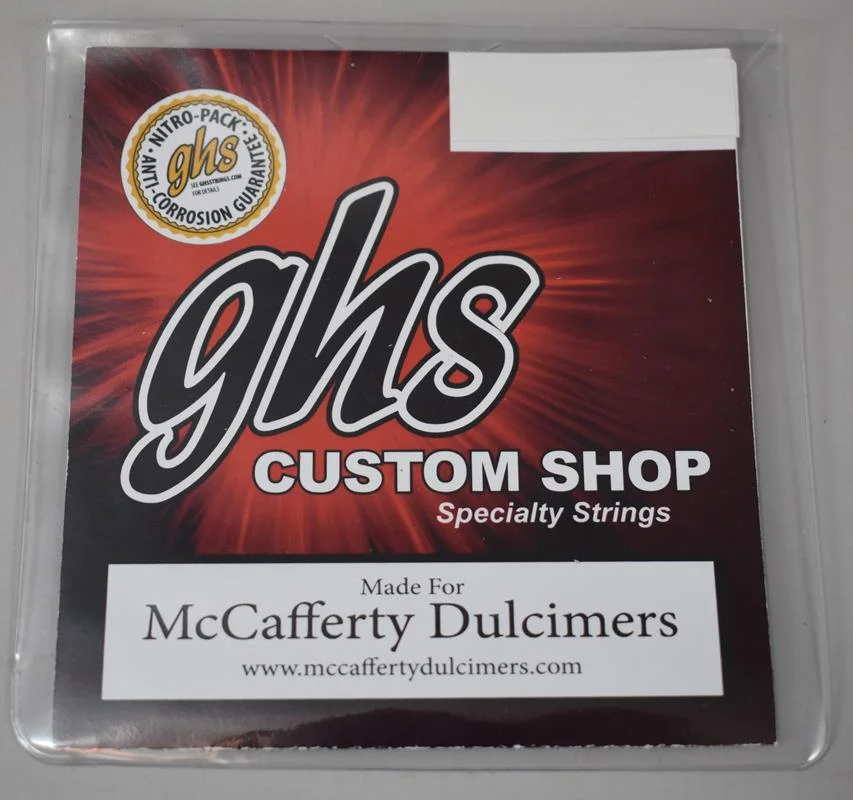 NITRO-PACK
ghs
SEE GHSSTRINGS.COM
FOR DETAILS
ANTI-CORROSION GUARANTEE
ghs
CUSTOM SHOP
Specialty Strings
Made For
McCafferty Dulcimers
www.mccaffertydulcimers.com